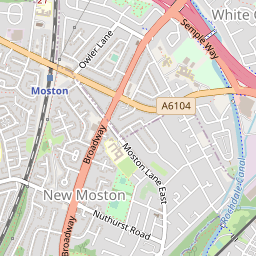 White
Semple Way
Owler Lane
Moston
A6104
Broadway
Moston Lane East
New Moston
Nuthurst Road
Broadway
Rochdale Canal